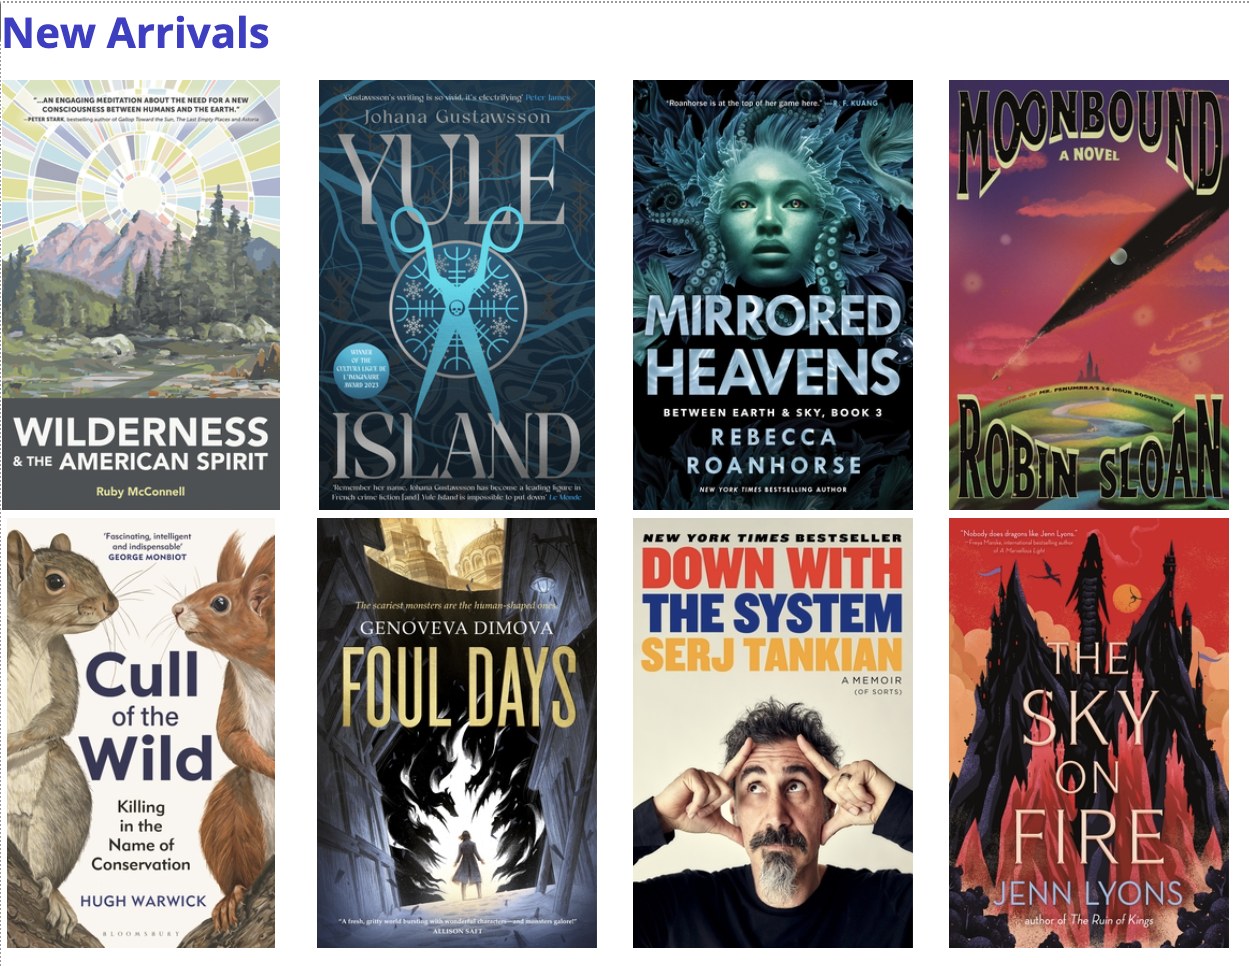 New Arrivals
"...AN ENGAGING MEDITATION ABOUT THE NEED FOR A NEW
CONSCIOUSNESS BETWEEN HUMANS AND THE EARTH."
–PETER STARK, bestselling author of Gallop Toward the Sun, The Last Empty Places and Astoria
WILDERNESS
& THE AMERICAN SPIRIT
Ruby McConnell
'Gustawsson's writing is so vivid, it's electrifying' Peter James
Johana Gustawsson
YULE
WINNER
OF THE
CULTURA LIGUE DE
L'IMAGINAIRE
AWARD 2023
ISLAND
'Remember her name. Johana Gustawsson has become a leading figure in
French crime fiction [and] Yule Island is impossible to put down' Le Monde
"Roanhorse is at the top of her game here."—R. F. KUANG
MIRRORED
HEAVENS
BETWEEN EARTH & SKY, BOOK 3
REBECCA
ROANHORSE
NEW YORK TIMES BESTSELLING AUTHOR
MOONBOUND
A NOVEL
AUTHOR OF MR. PENUMBRA'S 24-HOUR BOOKSTORE
ROBIN SLOAN
'Fascinating, intelligent
and indispensable'
GEORGE MONBIOT
Cull
of the
Wild
Killing
in the
Name of
Conservation
HUGH WARWICK
BLOOMSBURY
The scariest monsters are the human-shaped ones.
GENOVEVA DIMOVA
FOUL DAYS
"A fresh, gritty world bursting with wonderful characters—and monsters galore!"
ALLISON SAFT
NEW YORK TIMES BESTSELLER
DOWN WITH
THE SYSTEM
SERJ TANKIAN
A MEMOIR
(OF SORTS)
"Nobody does dragons like Jenn Lyons."
–Freya Marske, international bestselling author
of A Marvellous Light
THE
SKY
ON
FIRE
JENN LYONS
author of The Ruin of Kings